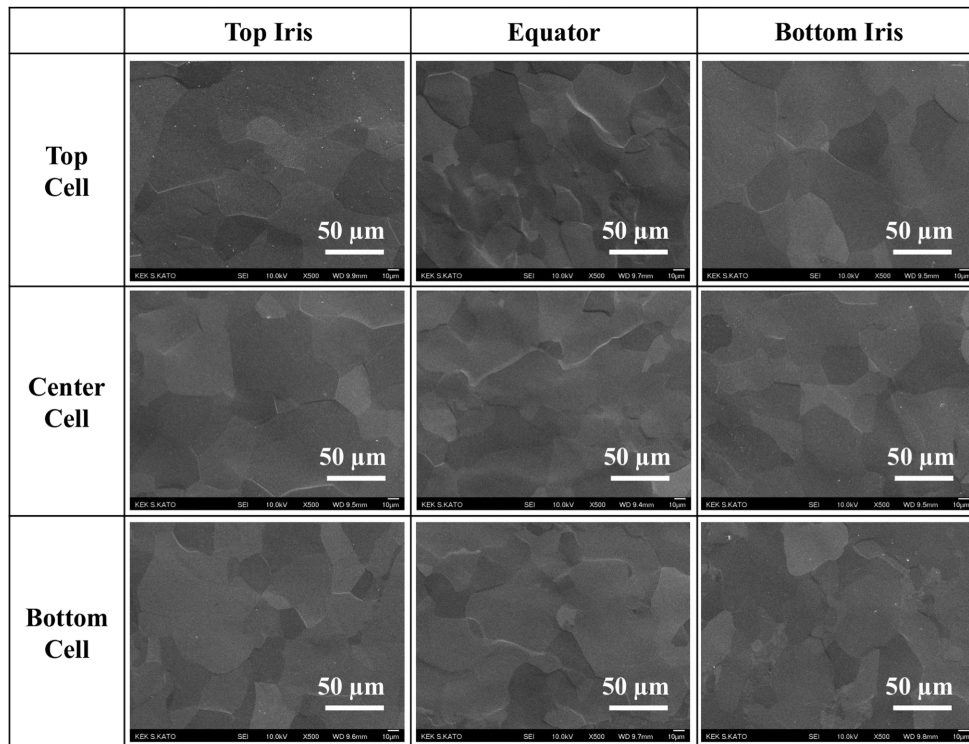 Top Iris Equator Bottom Iris
Top
Cell
50 µm 50 µm 50 µm
KEK S.KATO SEI 10.0kV X500 WD 9.9mm 10µm KEK S.KATO SEI 10.0kV X500 WD 9.7mm 10µm KEK S.KATO SEI 10.0kV X500 WD 9.5mm 10µm
Center
Cell
50 µm 50 µm 50 µm
KEK S.KATO SEI 10.0kV X500 WD 9.5mm 10µm KEK S.KATO SEI 10.0kV X500 WD 9.4mm 10µm KEK S.KATO SEI 10.0kV X500 WD 9.5mm 10µm
Bottom
Cell
50 µm 50 µm 50 µm
KEK S.KATO SEI 10.0kV X500 WD 9.6mm 10µm KEK S.KATO SEI 10.0kV X500 WD 9.7mm 10µm KEK S.KATO SEI 10.0kV X500 WD 9.8mm 10µm